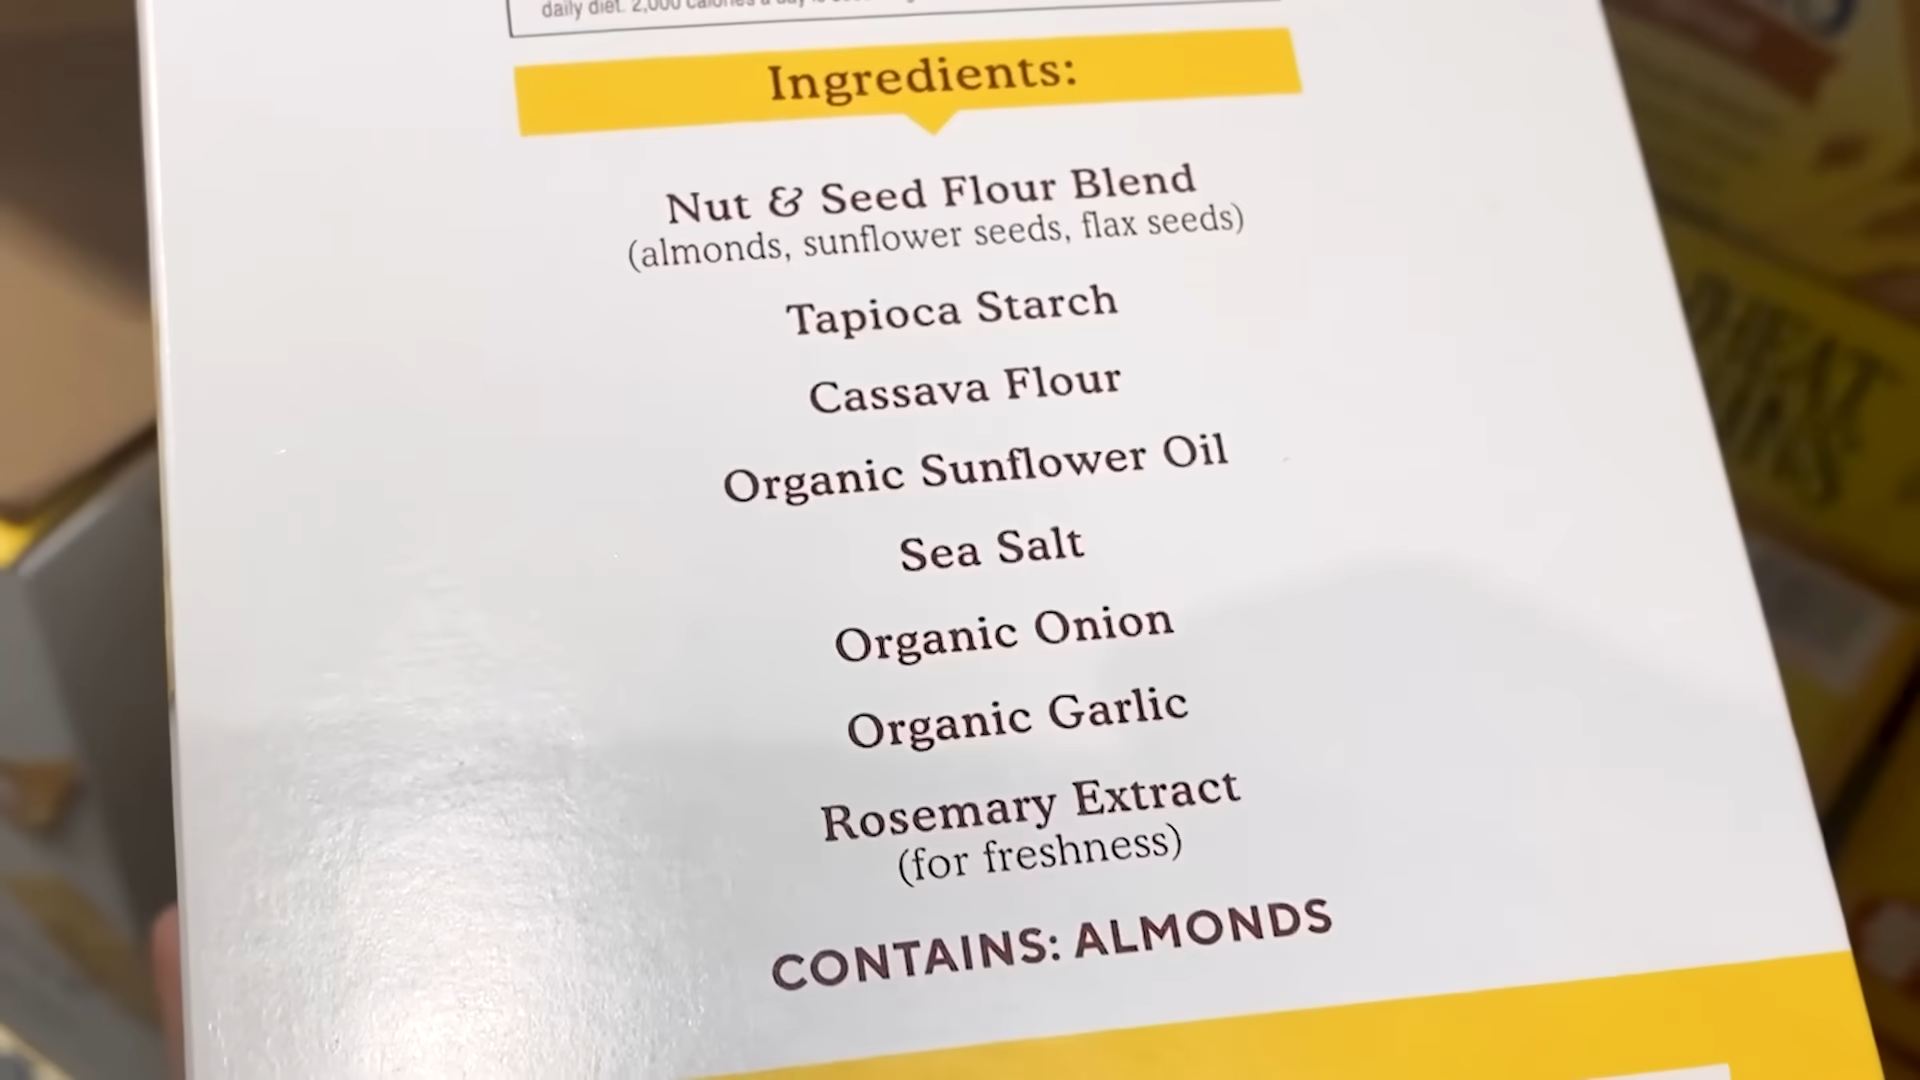 daily diet. 2,000 calories a day is
Ingredients:
Nut & Seed Flour Blend
(almonds, sunflower seeds, flax seeds)
Tapioca Starch
Cassava Flour
Organic Sunflower Oil
Sea Salt
Organic Onion
Organic Garlic
Rosemary Extract
(for freshness)
CONTAINS: ALMONDS